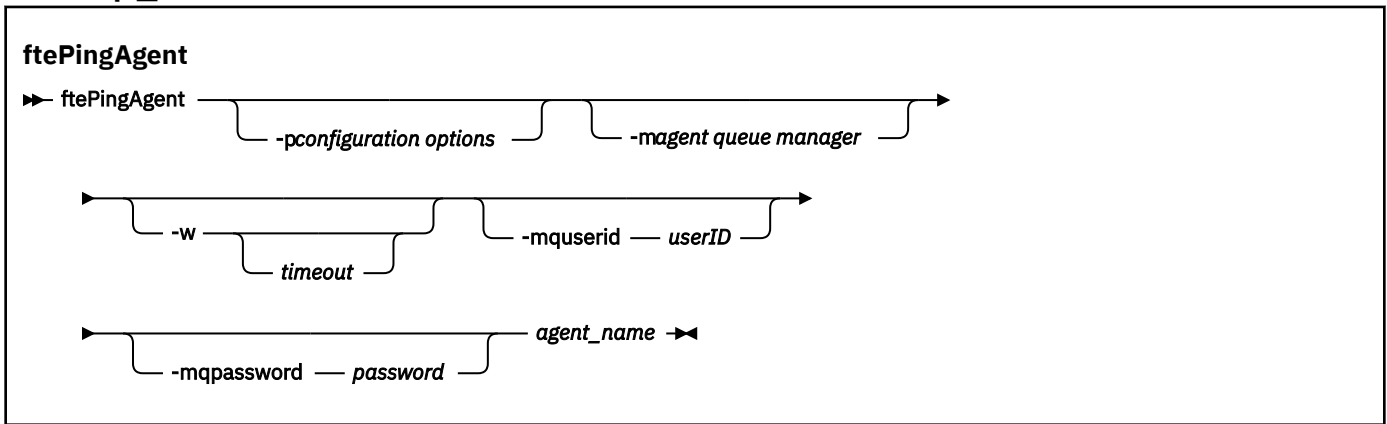 ftePingAgent
ftePingAgent
-pconfiguration options -magent queue manager
-w timeout -mquserid userID
-mqpassword password agent_name